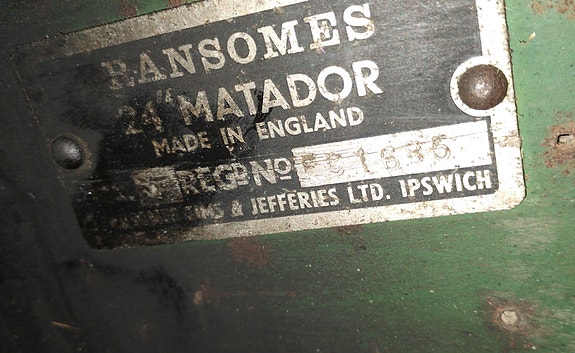 RANSOMES
24" MATADOR
MADE IN ENGLAND
REGD NO
SIMS & JEFFERIES LTD. IPSWICH